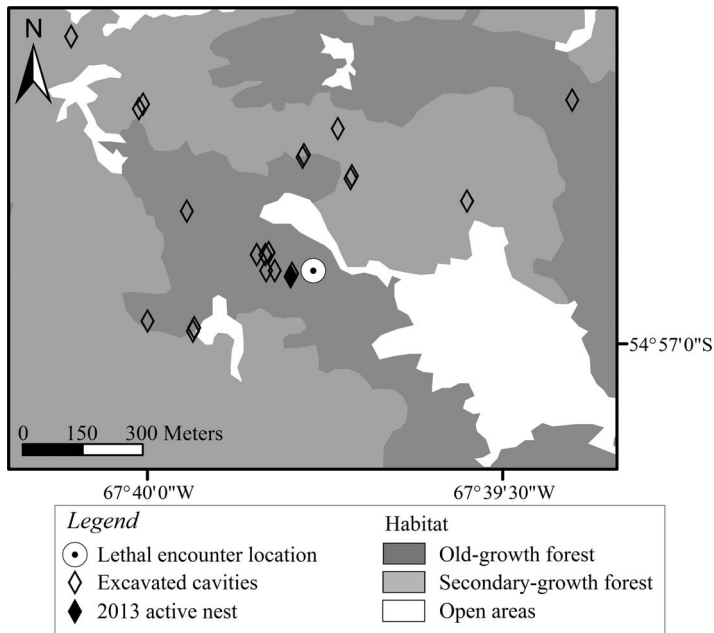 N
0 150 300 Meters
54°57'0"S
67°40'0"W 67°39'30"W
Legend
Lethal encounter location
Excavated cavities
2013 active nest
Habitat
Old-growth forest
Secondary-growth forest
Open areas